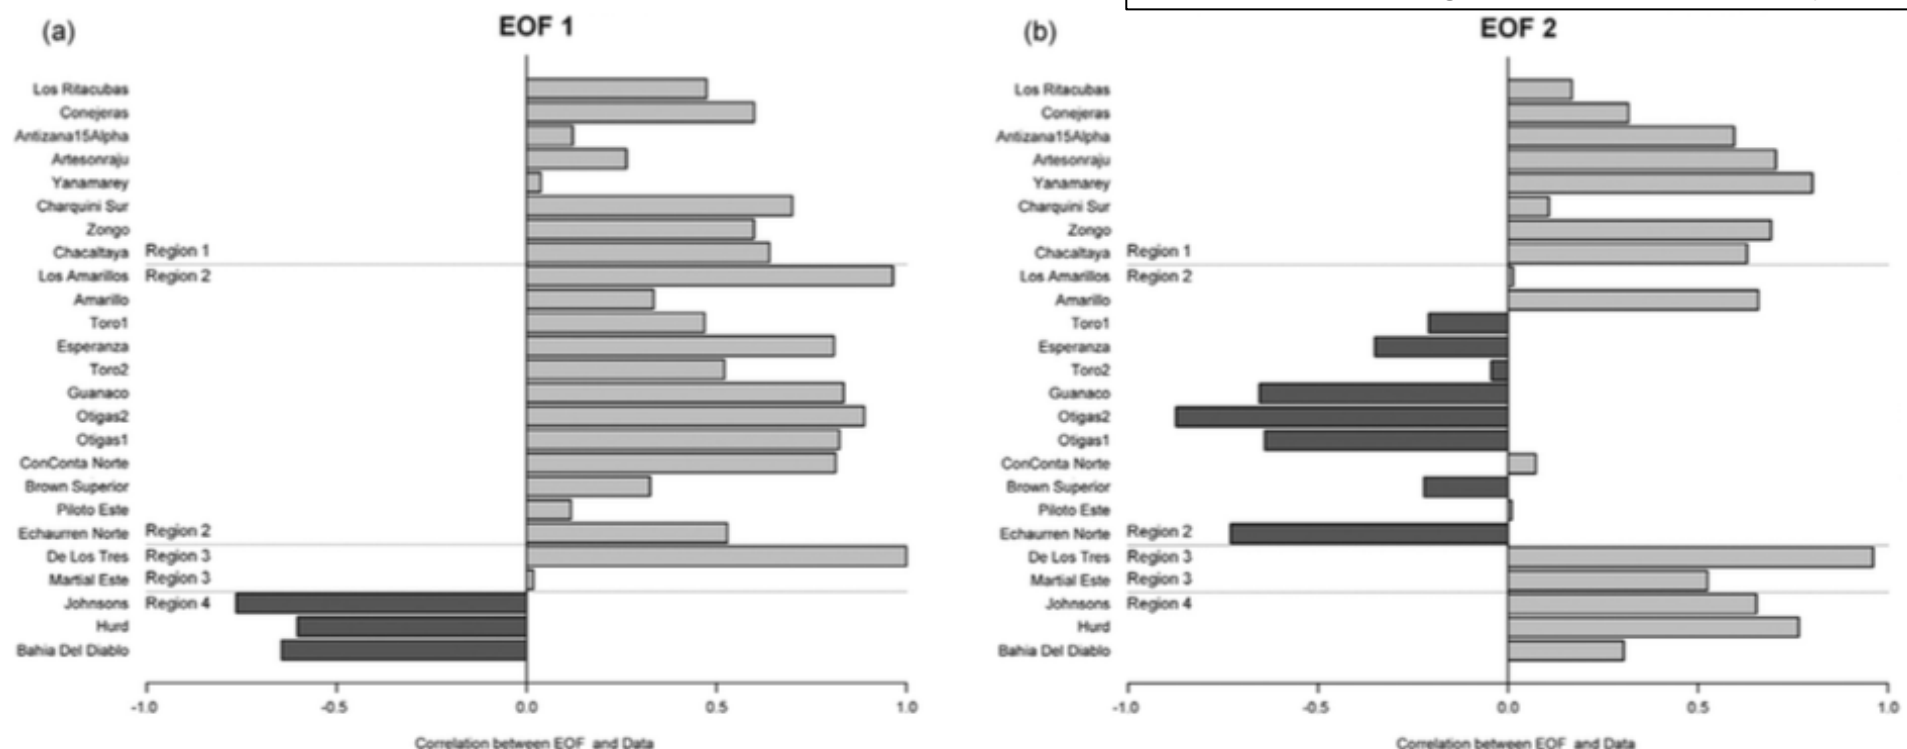 (a)
EOF 1
Los Ritacubas
Conejeras
Antizana15Alpha
Artesonraju
Yanamarey
Charquini Sur
Zongo
Chacaltaya Region 1
Los Amarillos Region 2
Amarillo
Toro1
Esperanza
Toro2
Guanaco
Otigas2
Otigas1
ConConta Norte
Brown Superior
Piloto Este
Echaurren Norte Region 2
De Los Tres Region 3
Martial Este Region 3
Johnsons Region 4
Hurd
Bahia Del Diablo
-1.0 -0.5 0.0 0.5 1.0
Correlation between EOF and Data
(b)
EOF 2
Los Ritacubas
Conejeras
Antizana15Alpha
Artesonraju
Yanamarey
Charquini Sur
Zongo
Chacaltaya Region 1
Los Amarillos Region 2
Amarillo
Toro1
Esperanza
Toro2
Guanaco
Otigas2
Otigas1
ConConta Norte
Brown Superior
Piloto Este
Echaurren Norte Region 2
De Los Tres Region 3
Martial Este Region 3
Johnsons Region 4
Hurd
Bahia Del Diablo
-1.0 -0.5 0.0 0.5 1.0
Correlation between EOF and Data